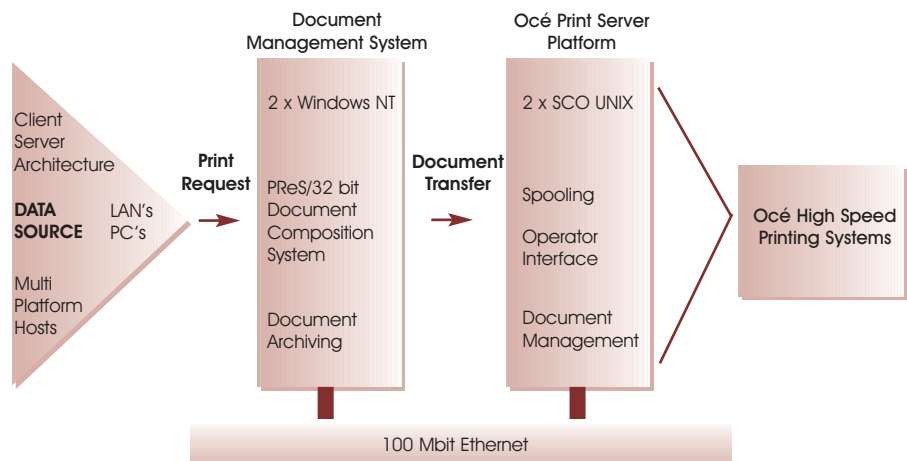 Document
Management System
Océ Print Server
Platform
Client
Server
Architecture
DATA
SOURCE
LAN's
PC's
Multi
Platform
Hosts
Print
Request
2 x Windows NT
PReS/32 bit
Document
Composition
System
Document
Archiving
Document
Transfer
2 x SCO UNIX
Spooling
Operator
Interface
Document
Management
Océ High Speed
Printing Systems
100 Mbit Ethernet